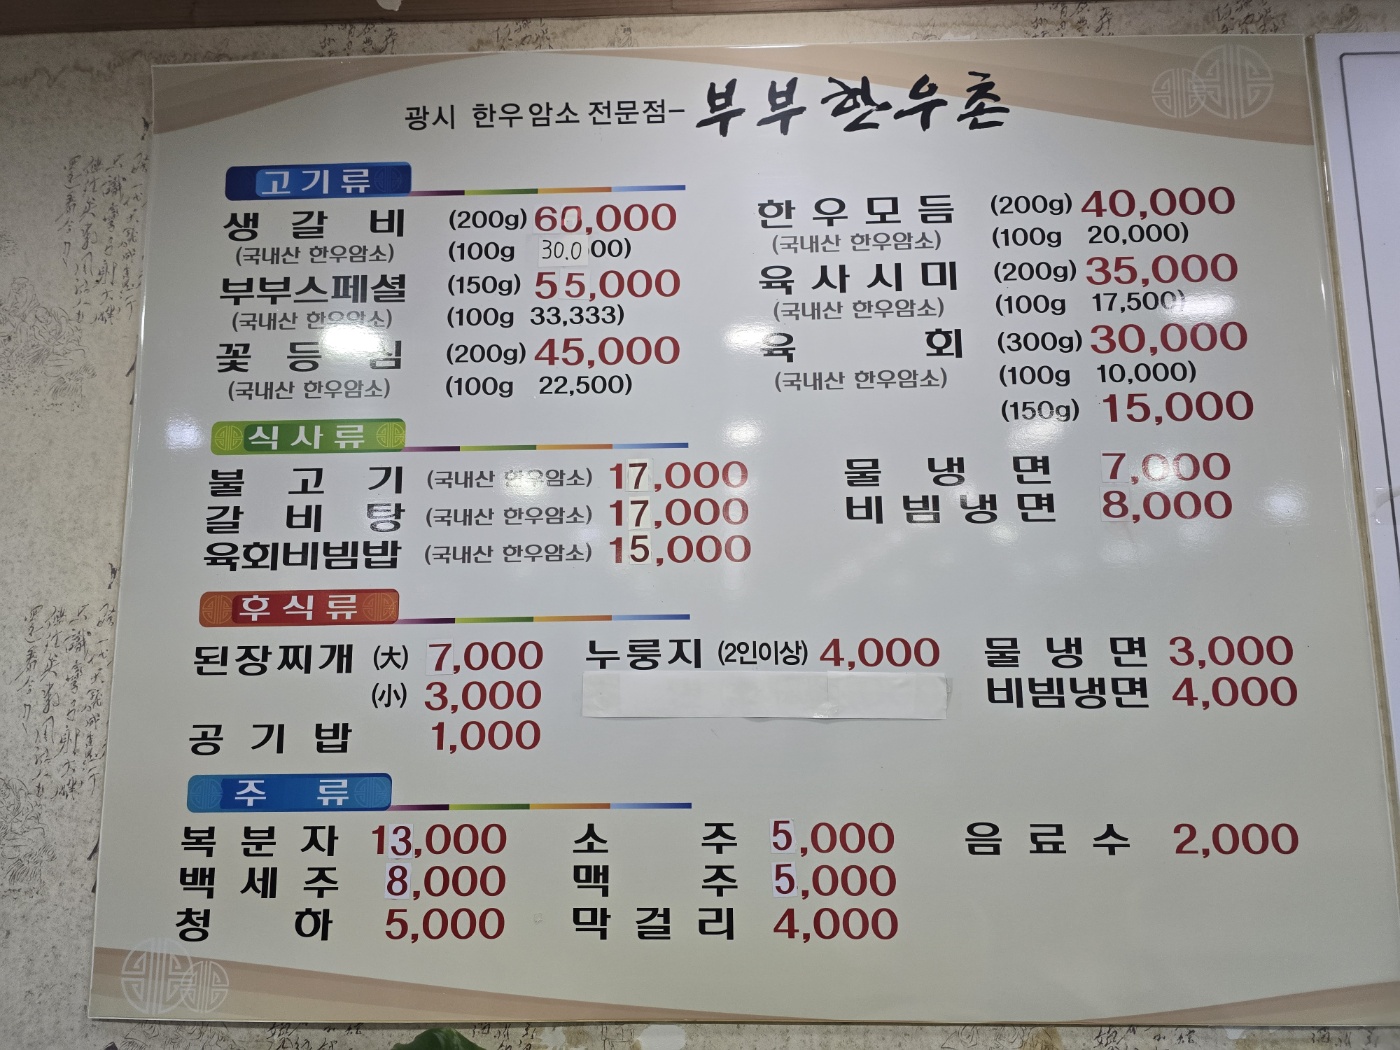 광시 한우암소 전문점- 부부한우촌
고기류
생갈비 (200g) 60,000
(국내산 한우암소) (100g 30.000)
부부스페셜 (150g) 55,000
(국내산 한우암소) (100g 33,333)
꽃등심 (200g) 45,000
(국내산 한우암소) (100g 22,500)
한우모듬 (200g) 40,000
(국내산 한우암소) (100g 20,000)
육사시미 (200g) 35,000
(국내산 한우암소) (100g 17,500)
육회 (300g) 30,000
(국내산 한우암소) (100g 10,000)
(150g) 15,000
식사류
불고기 (국내산 한우암소) 17,000
갈비탕 (국내산 한우암소) 17,000
육회비빔밥 (국내산 한우암소) 15,000
물냉면 7,000
비빔냉면 8,000
후식류
된장찌개 (大) 7,000
(小) 3,000
공기밥 1,000
누룽지 (2인이상) 4,000
물냉면 3,000
비빔냉면 4,000
주류
복분자 13,000
백세주 8,000
청하 5,000
소주 5,000
맥주 5,000
막걸리 4,000
음료수 2,000